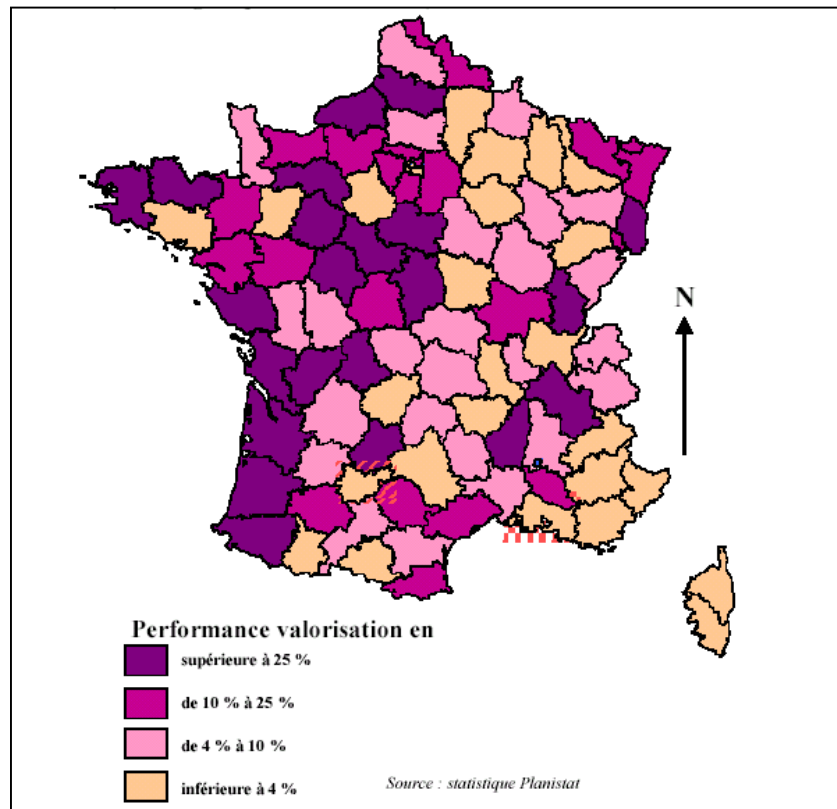 N
Performance valorisation en
supérieure à 25 %
de 10 % à 25 %
de 4 % à 10 %
inférieure à 4 %
Source : statistique Planistat